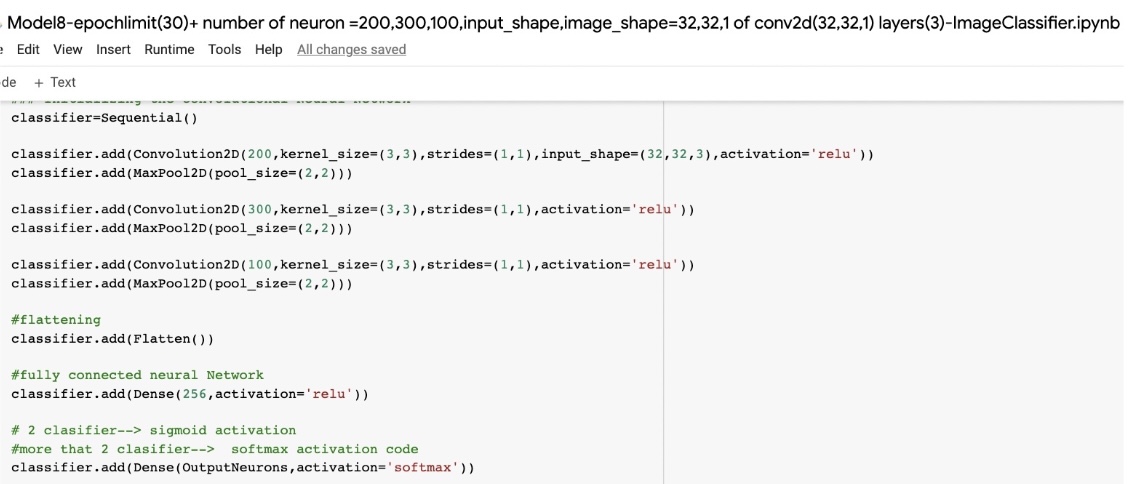 Model8-epochlimit(30)+ number of neuron =200,300,100,input_shape,image_shape=32,32,1 of conv2d(32,32,1) layers(3)-ImageClassifier.ipynb
Edit View Insert Runtime Tools Help All changes saved
+ Text
classifier=Sequential()
classifier.add(Convolution2D(200,kernel_size=(3,3),strides=(1,1),input_shape=(32,32,3),activation='relu'))
classifier.add(MaxPool2D(pool_size=(2,2)))
classifier.add(Convolution2D(300,kernel_size=(3,3),strides=(1,1),activation='relu'))
classifier.add(MaxPool2D(pool_size=(2,2)))
classifier.add(Convolution2D(100,kernel_size=(3,3),strides=(1,1),activation='relu'))
classifier.add(MaxPool2D(pool_size=(2,2)))
#flattening
classifier.add(Flatten())
#fully connected neural Network
classifier.add(Dense(256,activation='relu'))
# 2 clasifier--> sigmoid activation
#more that 2 clasifier-->  softmax activation code
classifier.add(Dense(OutputNeurons,activation='softmax'))